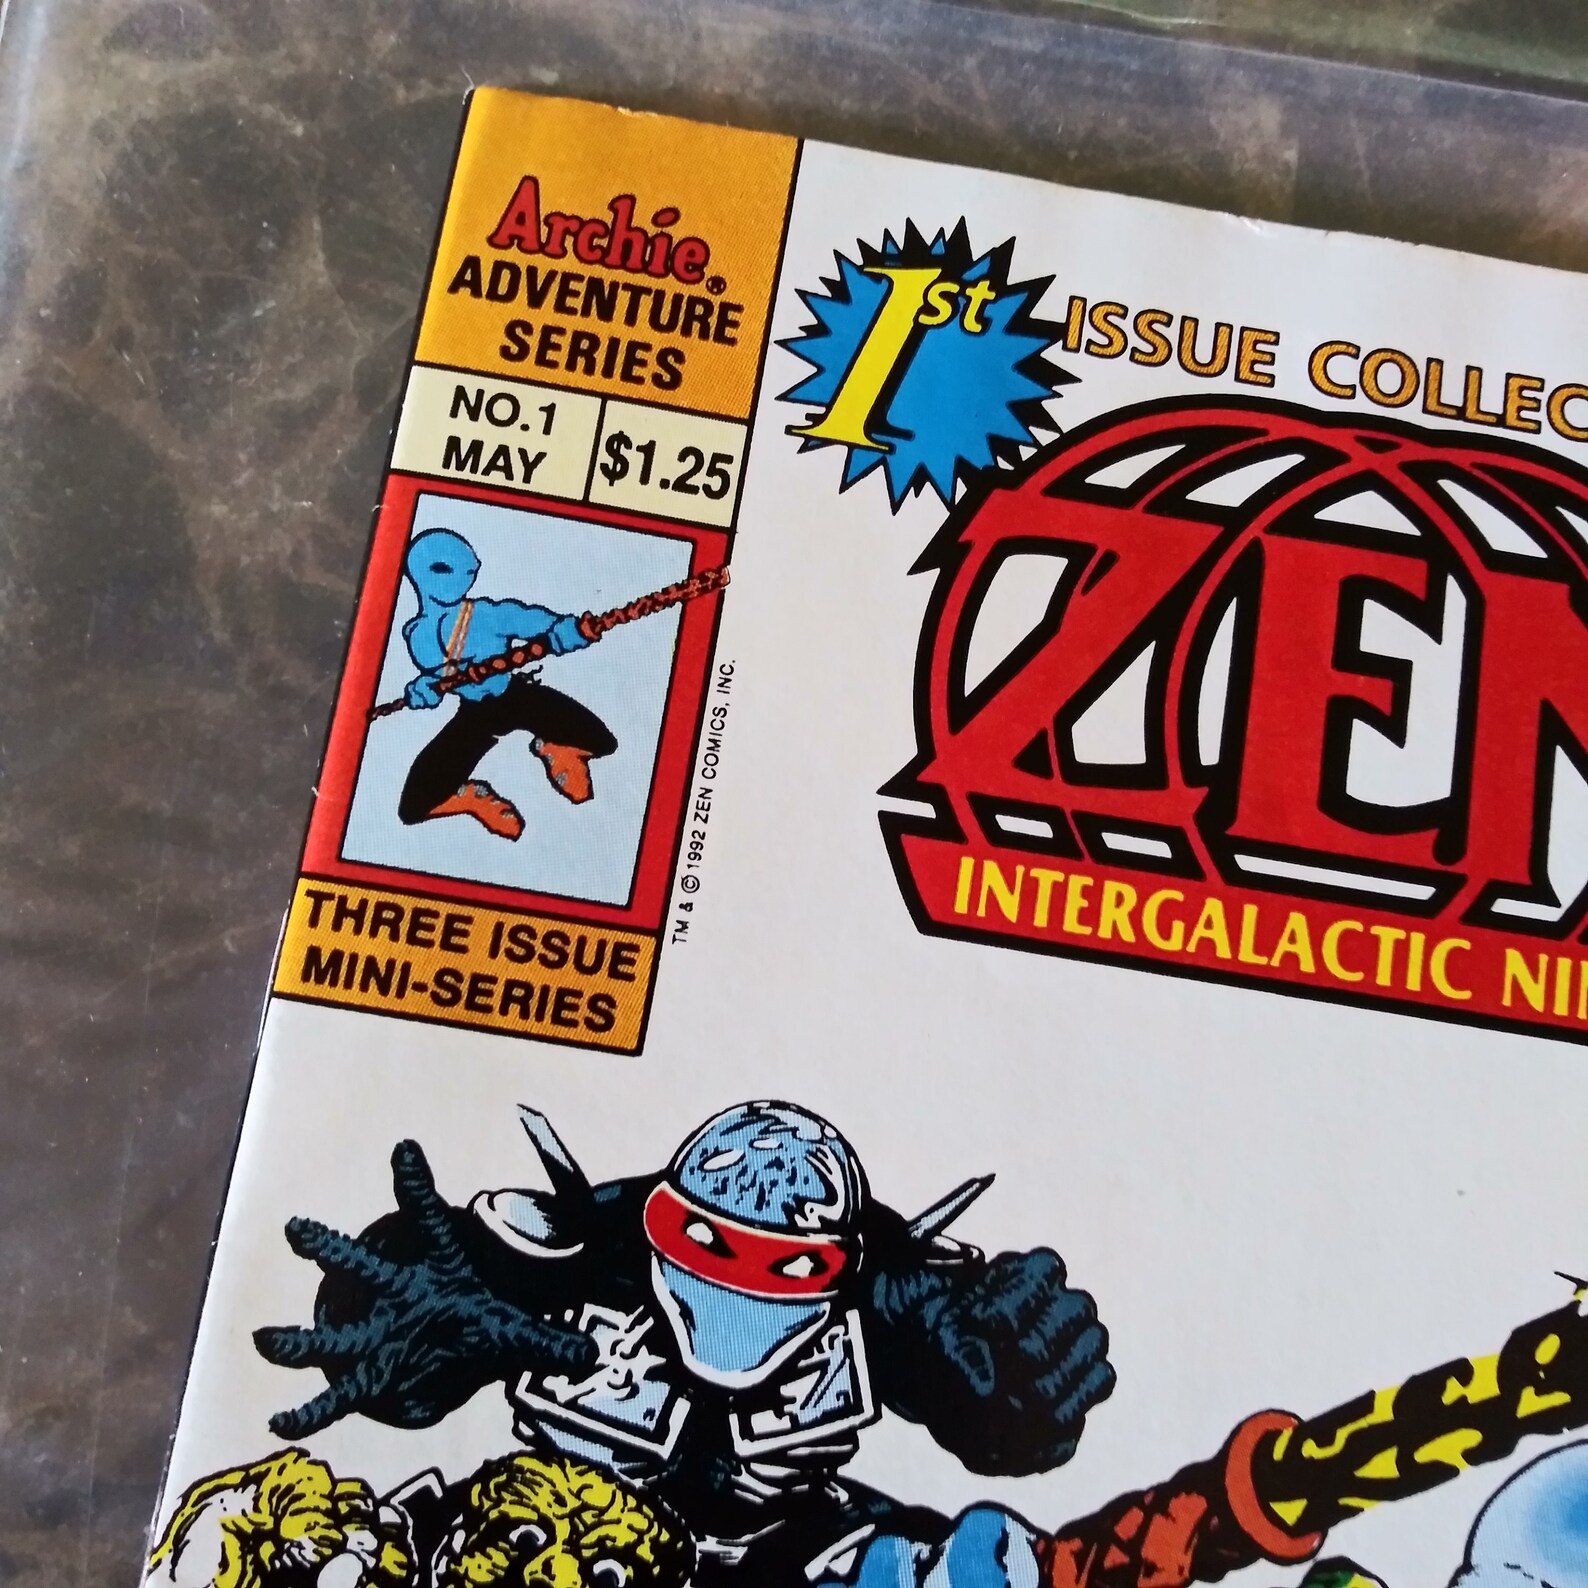 Archie®
ADVENTURE
SERIES
NO.1
MAY
$1.25
1st
ISSUE COLLEC
ZEN
INTERGALACTIC NIN
TM & © 1992 ZEN COMICS, INC.
THREE ISSUE
MINI-SERIES